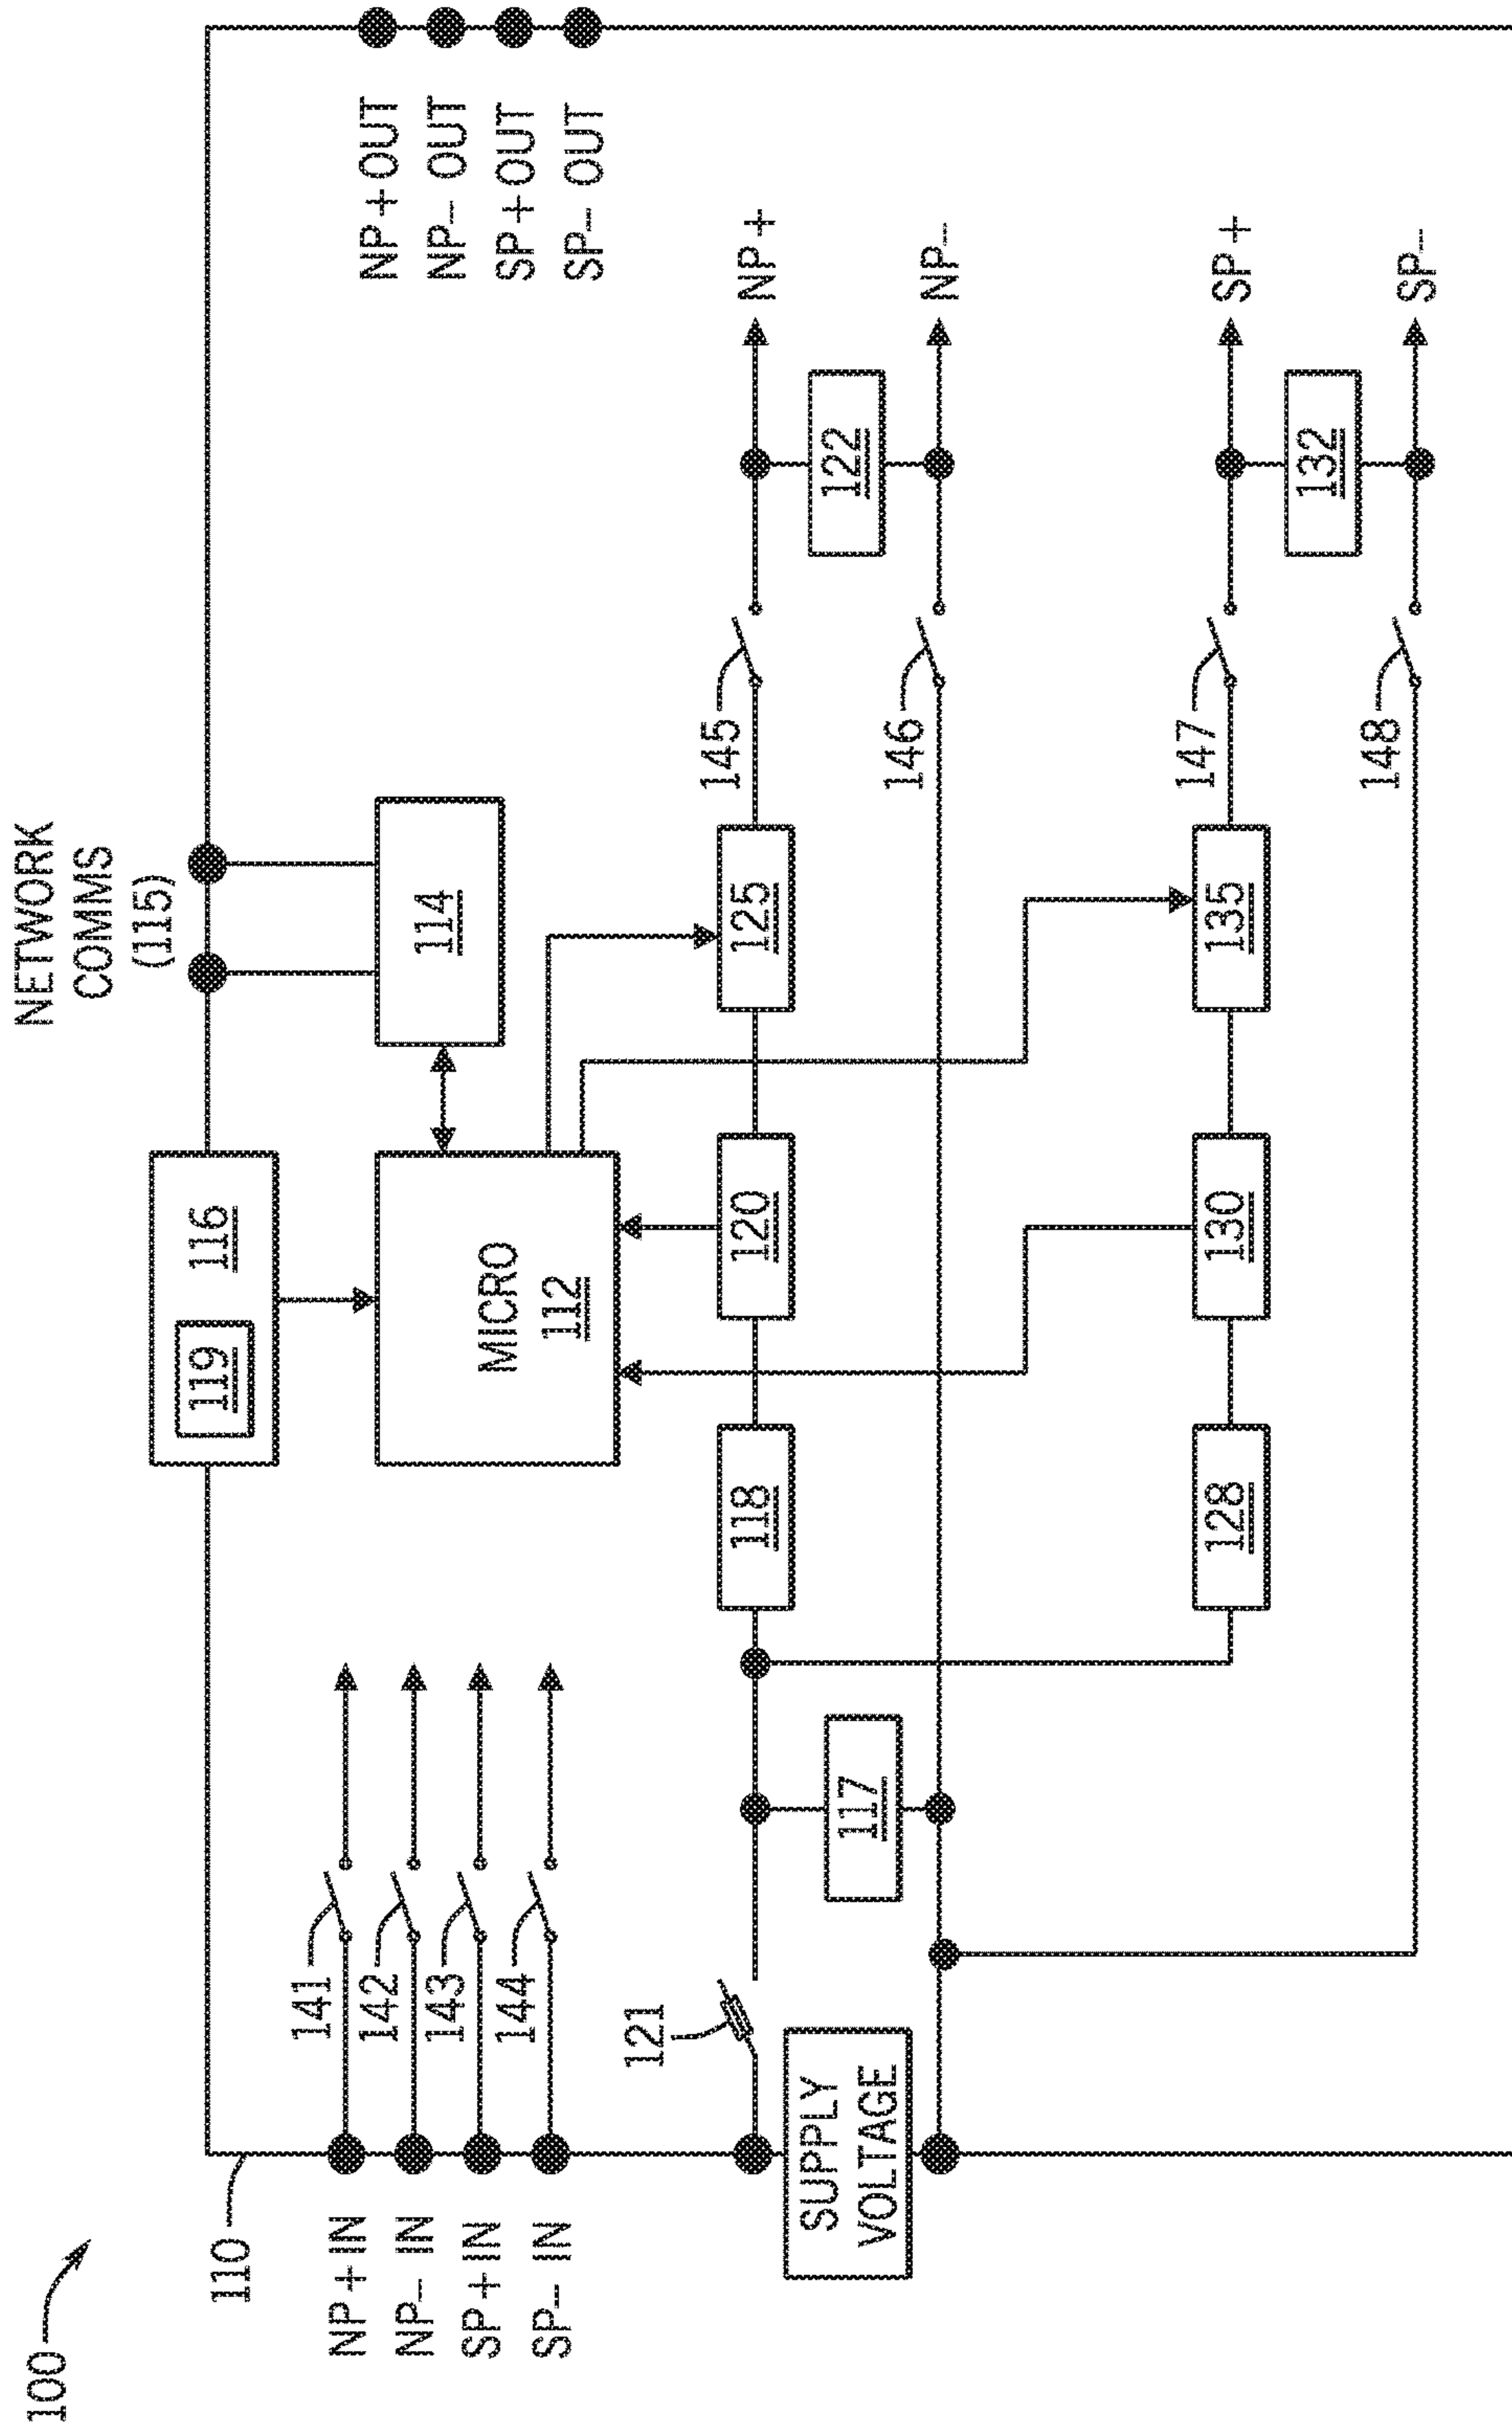 100
110
NETWORK
COMMS
(115)
116
119
114
MICRO
112
NP+ IN
NP– IN
SP+ IN
SP– IN
141
142
143
144
NP+ OUT
NP– OUT
SP+ OUT
SP– OUT
121
SUPPLY
VOLTAGE
117
118
120
125
145
146
122
NP+
NP–
128
130
135
147
148
132
SP+
SP–